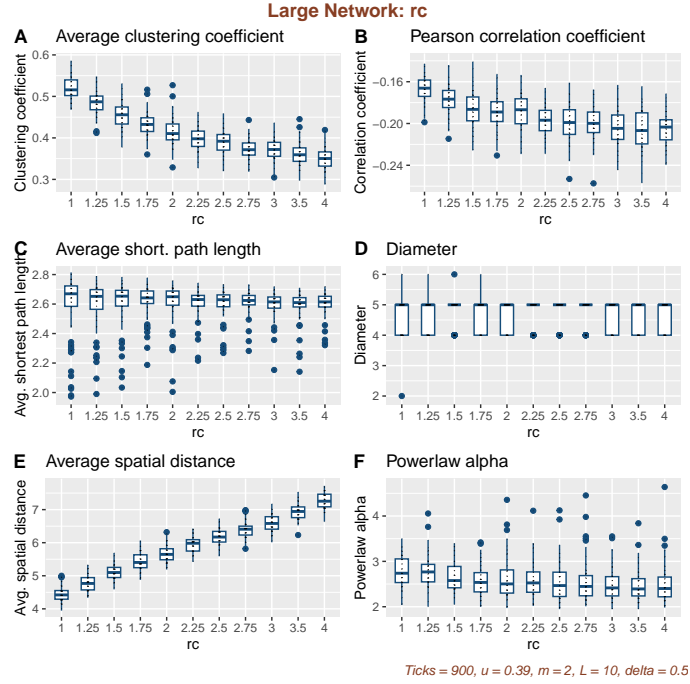 Large Network: rc
A Average clustering coefficient
Clustering coefficient
0.6
0.5
0.4
0.3
1 1.25 1.5 1.75 2 2.25 2.5 2.75 3 3.5 4
rc
B Pearson correlation coefficient
Correlation coefficient
−0.16
−0.20
−0.24
1 1.25 1.5 1.75 2 2.25 2.5 2.75 3 3.5 4
rc
C Average short. path length
Avg. shortest path length
2.8
2.6
2.4
2.2
2.0
1 1.25 1.5 1.75 2 2.25 2.5 2.75 3 3.5 4
rc
D Diameter
Diameter
6
5
4
3
2
1 1.25 1.5 1.75 2 2.25 2.5 2.75 3 3.5 4
rc
E Average spatial distance
Avg. spatial distance
7
6
5
4
1 1.25 1.5 1.75 2 2.25 2.5 2.75 3 3.5 4
rc
F Powerlaw alpha
Powerlaw alpha
4
3
2
1 1.25 1.5 1.75 2 2.25 2.5 2.75 3 3.5 4
rc
Ticks = 900, u = 0.39, m = 2, L = 10, delta = 0.5